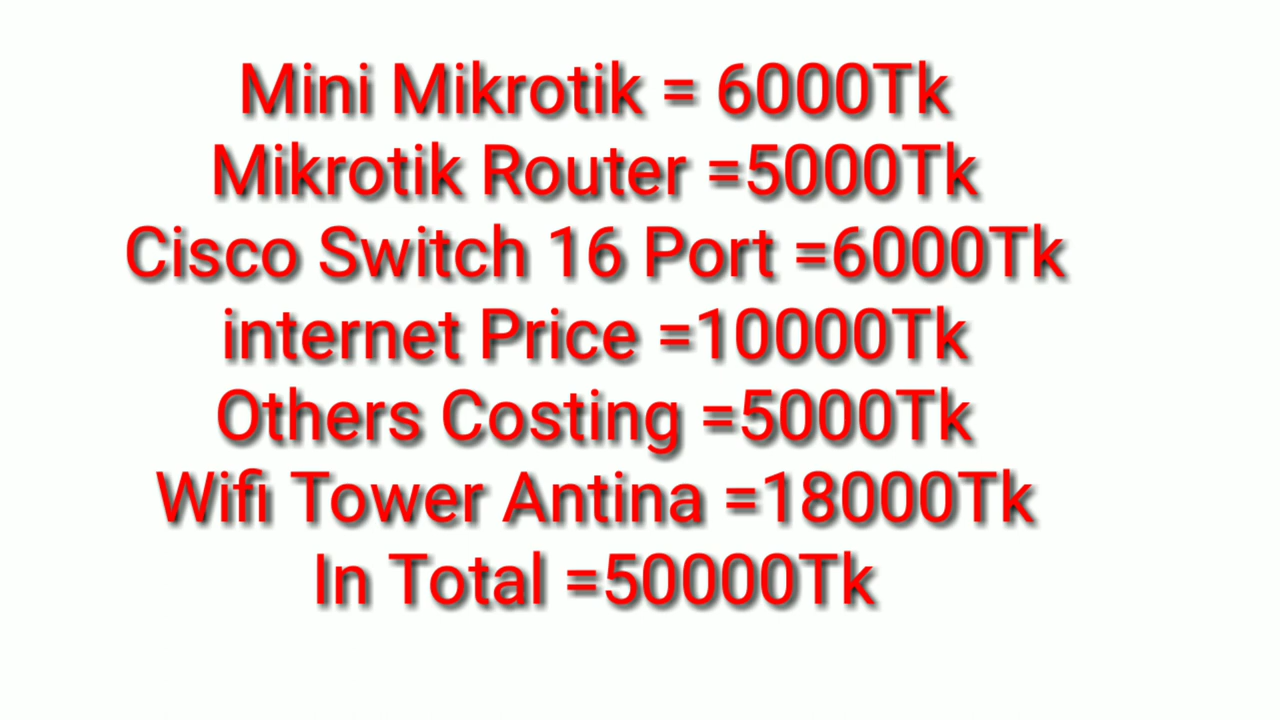 Mini Mikrotik = 6000Tk
Mikrotik Router =5000Tk
Cisco Switch 16 Port =6000Tk
internet Price =10000Tk
Others Costing =5000Tk
Wifi Tower Antina =18000Tk
In Total =50000Tk